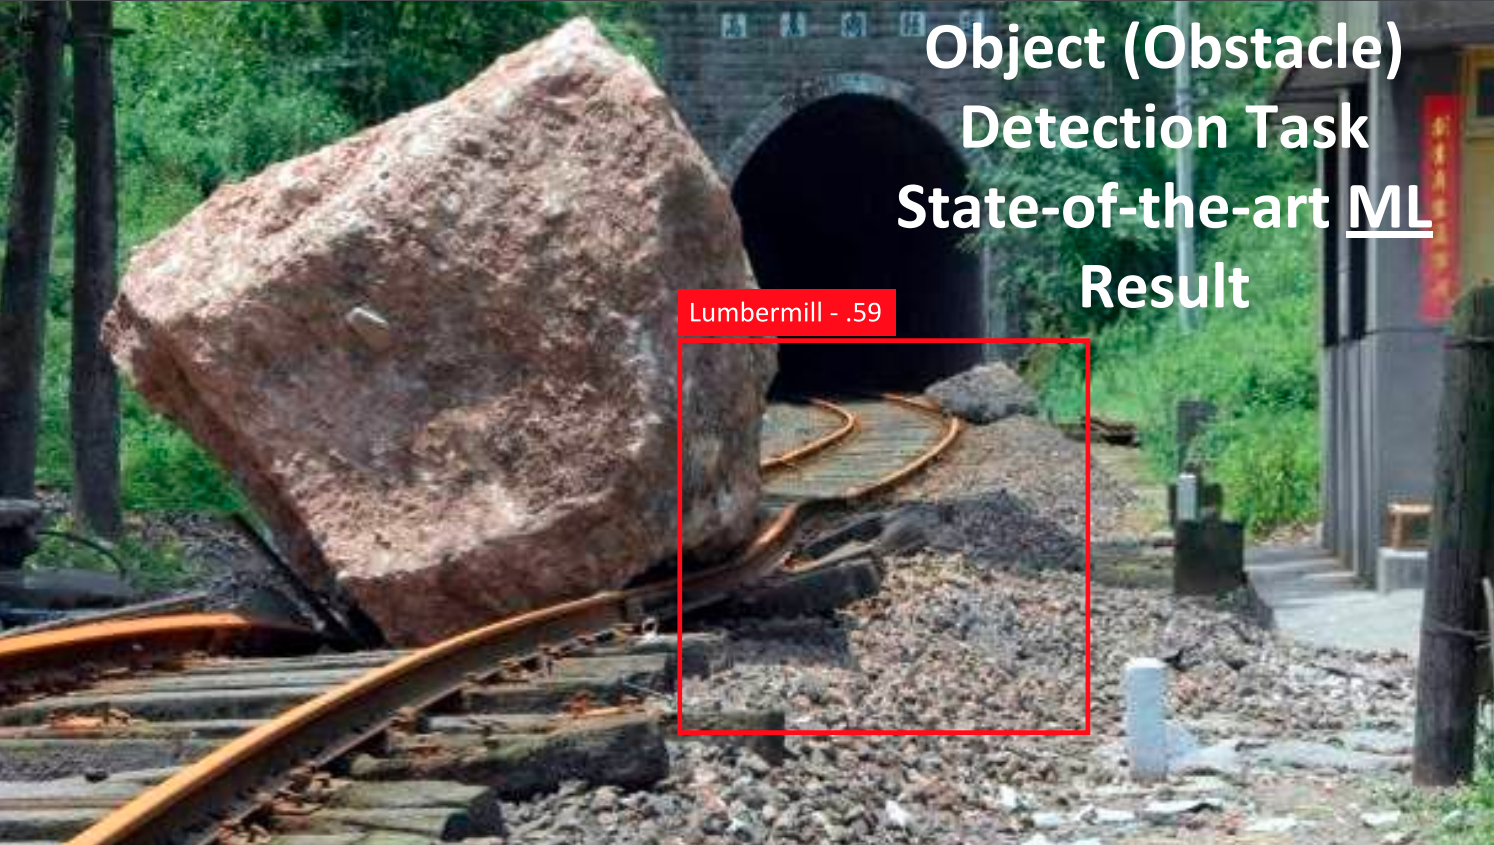 Object (Obstacle)
Detection Task
State-of-the-art ML
Result
Lumbermill - .59